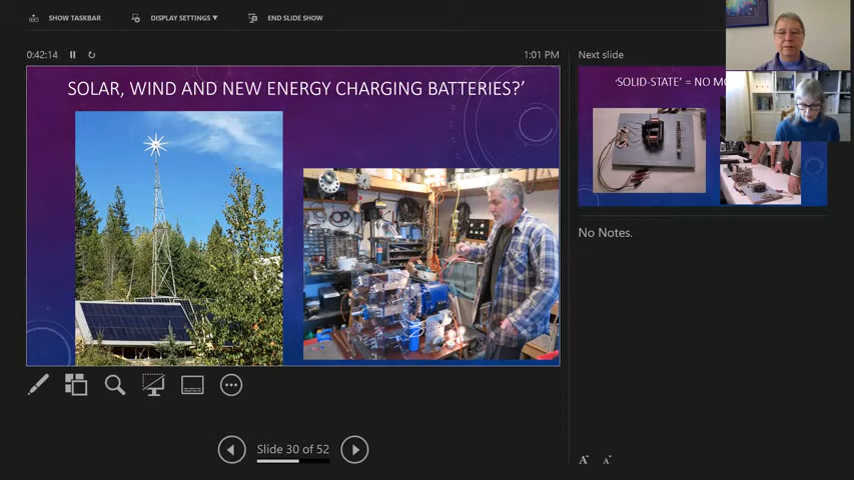 SHOW TASKBAR
DISPLAY SETTINGS ▼
END SLIDE SHOW
0:42:14
1:01 PM
Next slide
SOLAR, WIND AND NEW ENERGY CHARGING BATTERIES?’
‘SOLID-STATE’ = NO
No Notes.
Slide 30 of 52
A
A